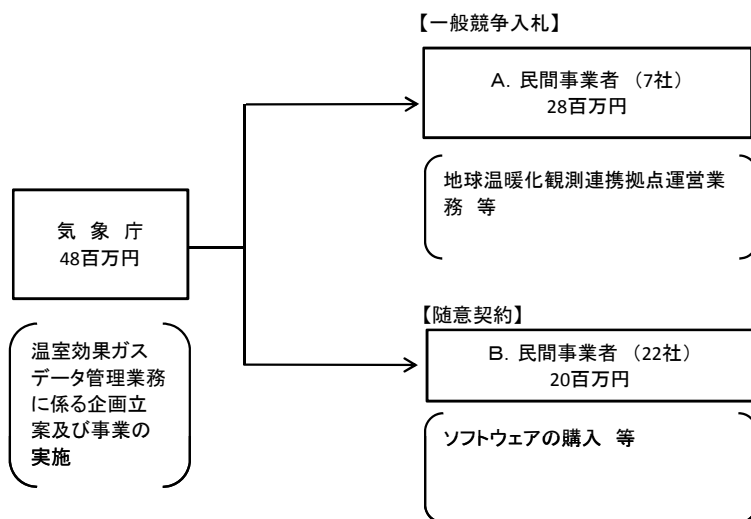 【一般競争入札】
A．民間事業者 （7社）
28百万円
地球温暖化観測連携拠点運営業
務 等
気 象 庁
48百万円
温室効果ガス
データ管理業務
に係る企画立
案及び事業の
実施
【随意契約】
B．民間事業者 （22社）
20百万円
ソフトウェアの購入 等